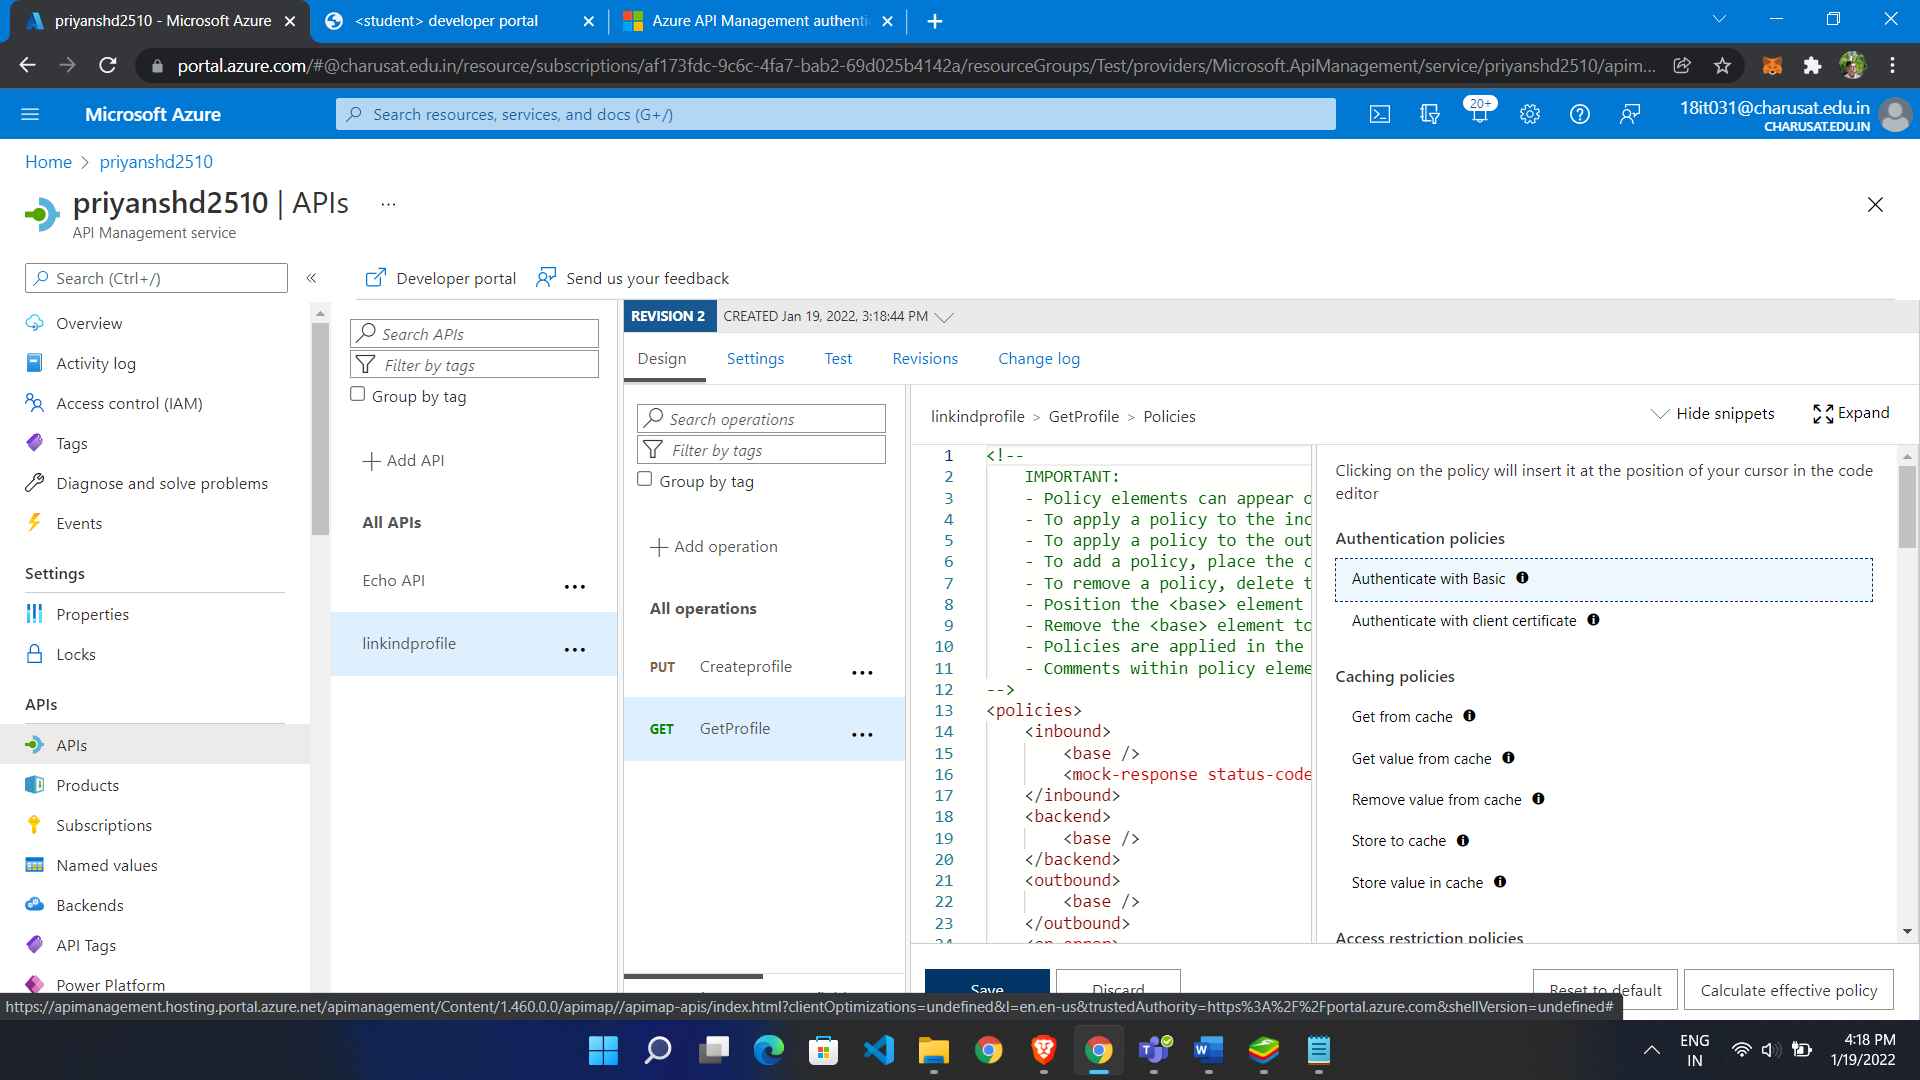 priyanshd2510 - Microsoft Azure
<student> developer portal
Azure API Management authenti
portal.azure.com/#@charusat.edu.in/resource/subscriptions/af173fdc-9c6c-4fa7-bab2-69d025b4142a/resourceGroups/Test/providers/Microsoft.ApiManagement/service/priyanshd2510/apim...
Microsoft Azure
Search resources, services, and docs (G+/)
20+
18it031@charusat.edu.in
CHARUSAT.EDU.IN
Home > priyanshd2510
priyanshd2510 | APIs ...
API Management service
Search (Ctrl+/)
«
Overview
Activity log
Access control (IAM)
Tags
Diagnose and solve problems
Events
Settings
Properties
Locks
APIs
APIs
Products
Subscriptions
Named values
Backends
API Tags
Power Platform
Developer portal
Send us your feedback
Search APIs
Filter by tags
Group by tag
+ Add API
All APIs
Echo API ...
linkindprofile ...
REVISION 2
CREATED Jan 19, 2022, 3:18:44 PM
Design
Settings
Test
Revisions
Change log
Search operations
Filter by tags
Group by tag
+ Add operation
All operations
PUT Createprofile ...
GET GetProfile ...
linkindprofile > GetProfile > Policies
Hide snippets
Expand
1 <!--
2 IMPORTANT:
3 - Policy elements can appear o
4 - To apply a policy to the inc
5 - To apply a policy to the out
6 - To add a policy, place the c
7 - To remove a policy, delete t
8 - Position the <base> element
9 - Remove the <base> element to
10 - Policies are applied in the
11 - Comments within policy eleme
12 -->
13 <policies>
14 <inbound>
15 <base />
16 <mock-response status-code
17 </inbound>
18 <backend>
19 <base />
20 </backend>
21 <outbound>
22 <base />
23 </outbound>
24 <on-error>
Clicking on the policy will insert it at the position of your cursor in the code
editor
Authentication policies
Authenticate with Basic
Authenticate with client certificate
Caching policies
Get from cache
Get value from cache
Remove value from cache
Store to cache
Store value in cache
Access restriction policies
Save
Discard
Reset to default
Calculate effective policy
https://apimanagement.hosting.portal.azure.net/apimanagement/Content/1.460.0.0/apimap//apimap-apis/index.html?clientOptimizations=undefined&l=en.en-us&trustedAuthority=https%3A%2F%2Fportal.azure.com&shellVersion=undefined#
ENG
IN
4:18 PM
1/19/2022